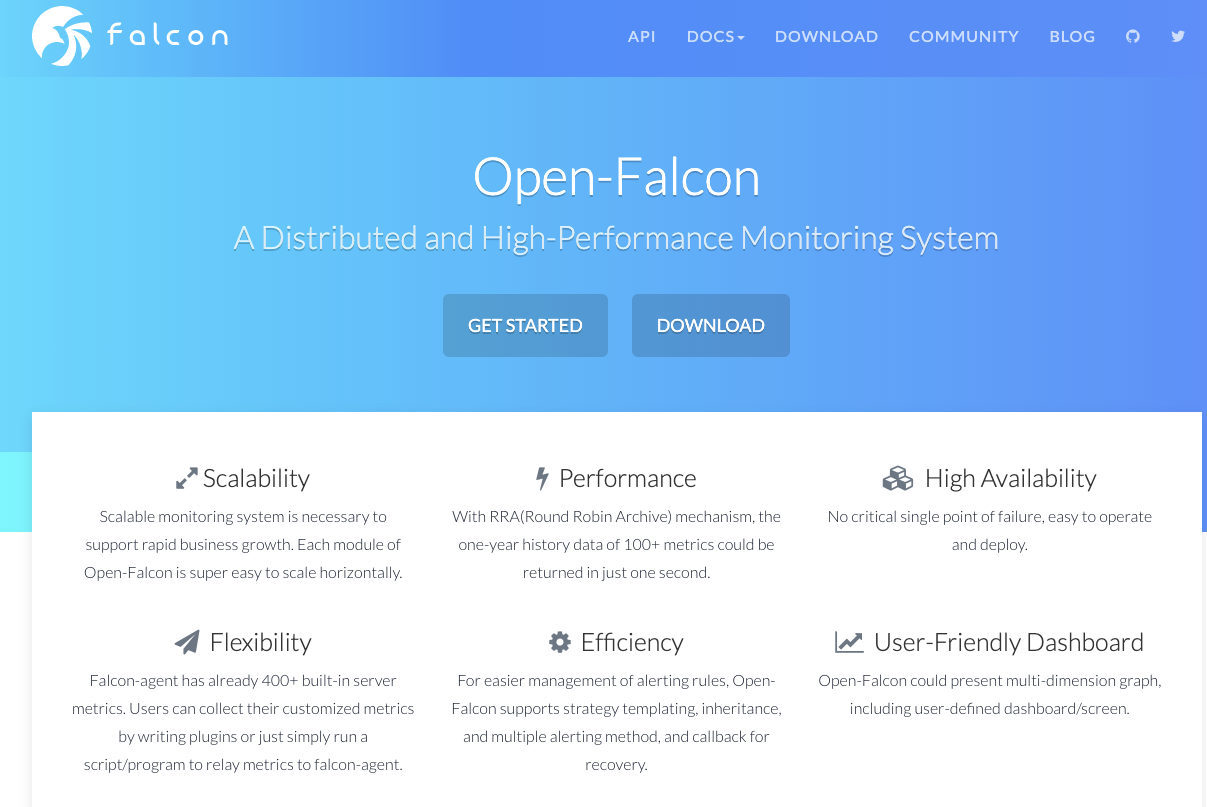 falcon
API DOCS DOWNLOAD COMMUNITY BLOG
Open-Falcon
A Distributed and High-Performance Monitoring System
GET STARTED DOWNLOAD
Scalability
Scalable monitoring system is necessary to
support rapid business growth. Each module of
Open-Falcon is super easy to scale horizontally.
Performance
With RRA(Round Robin Archive) mechanism, the
one-year history data of 100+ metrics could be
returned in just one second.
High Availability
No critical single point of failure, easy to operate
and deploy.
Flexibility
Falcon-agent has already 400+ built-in server
metrics. Users can collect their customized metrics
by writing plugins or just simply run a
script/program to relay metrics to falcon-agent.
Efficiency
For easier management of alerting rules, Open-
Falcon supports strategy templating, inheritance,
and multiple alerting method, and callback for
recovery.
User-Friendly Dashboard
Open-Falcon could present multi-dimension graph,
including user-defined dashboard/screen.